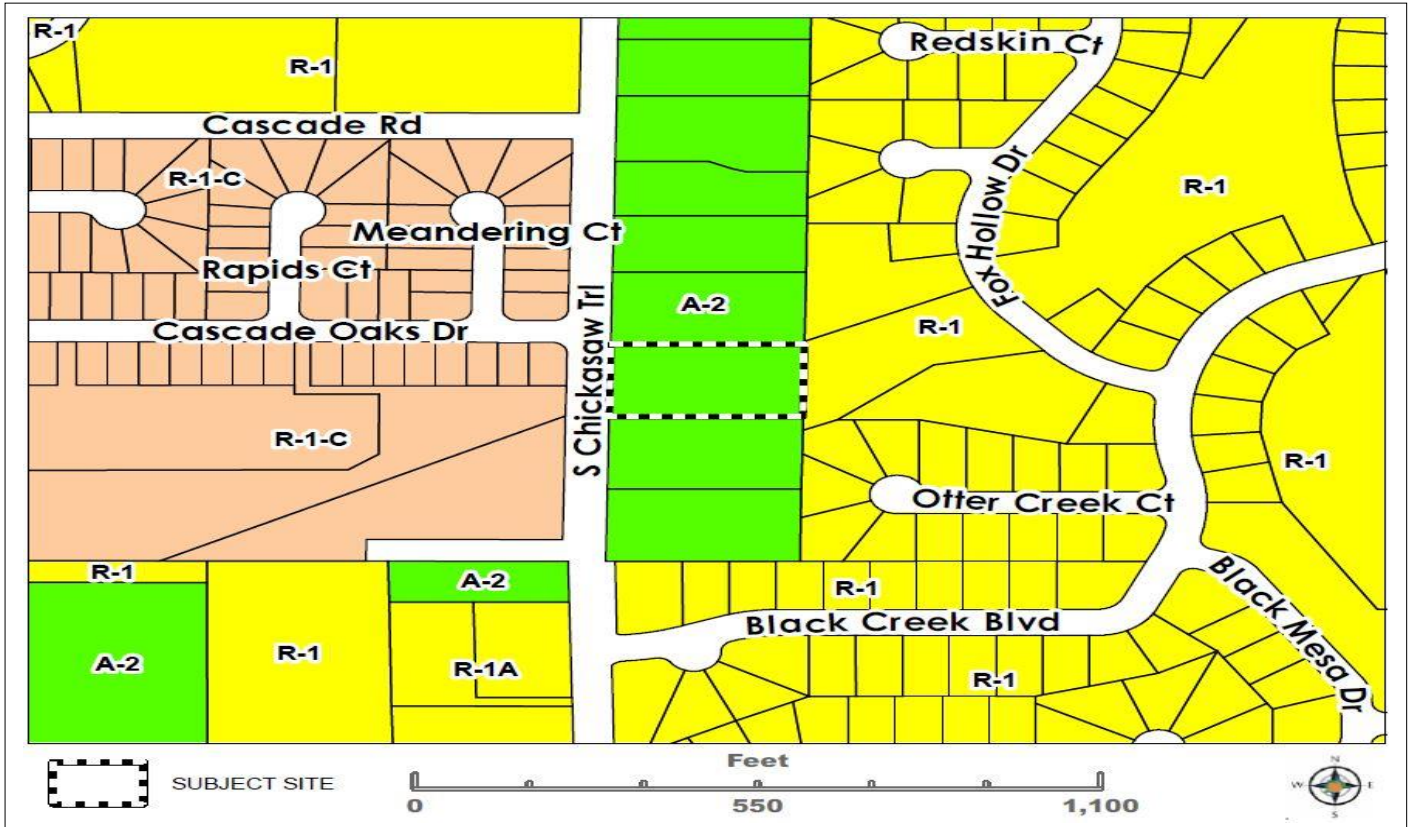 R-1
R-1
Redskin Ct
Cascade Rd
R-1-C
R-1
Fox Hollow Dr
Meandering Ct
Rapids Ct
S Chickasaw Trl
A-2
R-1
Cascade Oaks Dr
R-1-C
R-1
Otter Creek Ct
R-1
A-2
R-1
Black Mesa Dr
Black Creek Blvd
A-2
R-1
R-1A
R-1
SUBJECT SITE
Feet
0
550
1,100
N
W
E
S